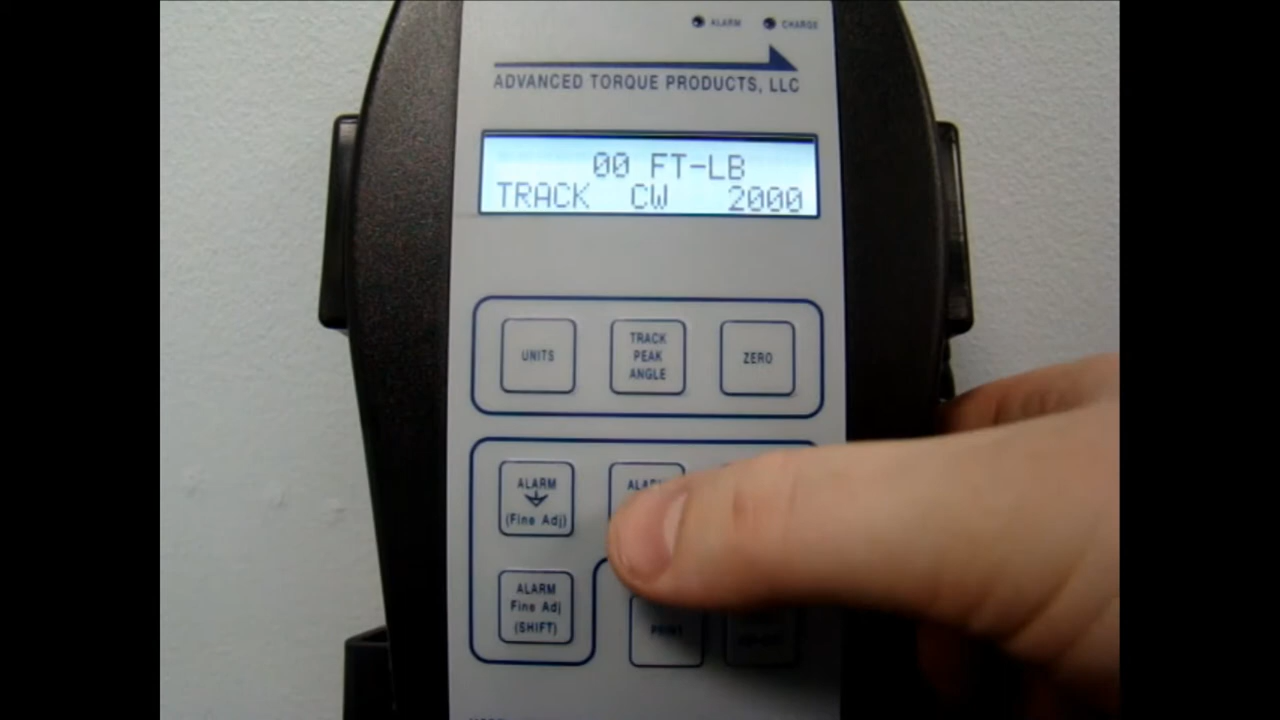 ALARM CHARGE
ADVANCED TORQUE PRODUCTS, LLC
00 FT-LB
TRACK CW 2000
UNITS
TRACK
PEAK
ANGLE
ZERO
ALARM
(Fine Adj)
ALARM
Fine Adj
(SHIFT)
PRINT